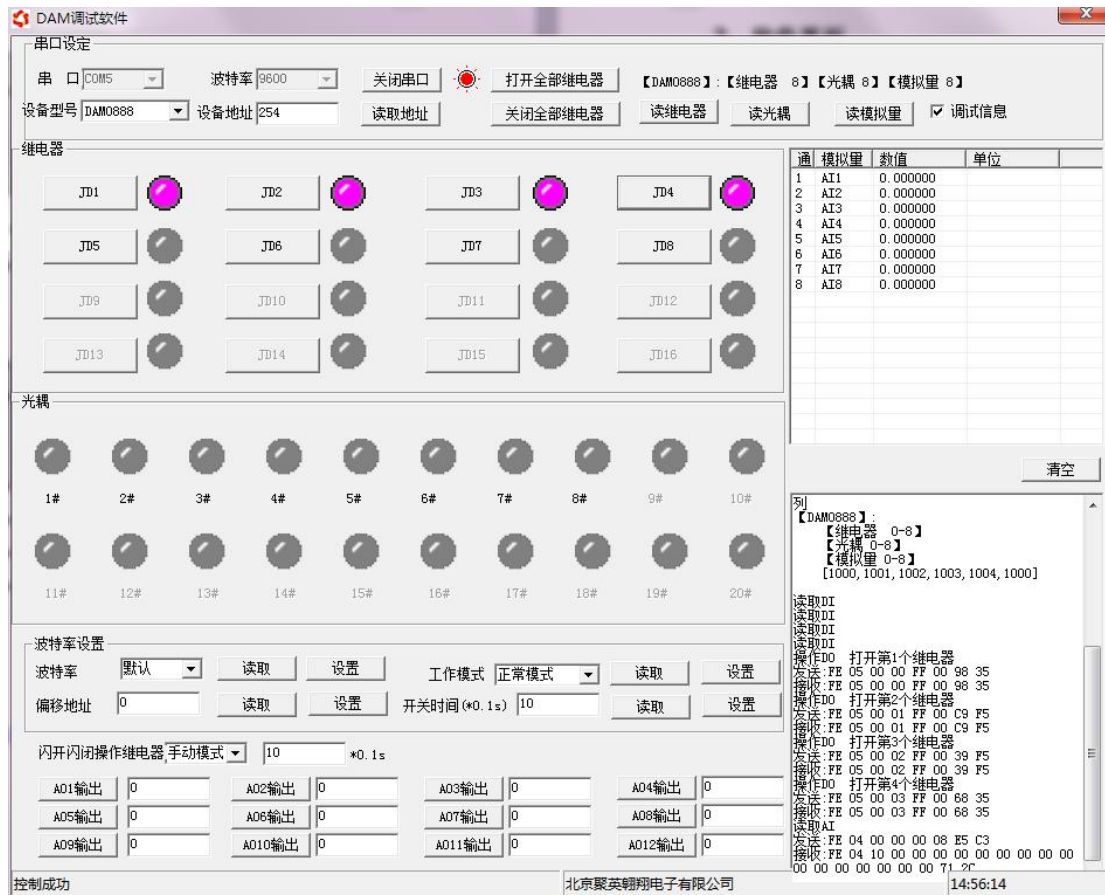 DAM调试软件
串口设定
串 口 COM5 波特率 9600 关闭串口 打开全部继电器 【DAM0888】:【继电器 8】【光耦 8】【模拟量 8】
设备型号 DAM0888 设备地址 254 读取地址 关闭全部继电器 读继电器 读光耦 读模拟量 调试信息
继电器
JD1 JD2 JD3 JD4
JD5 JD6 JD7 JD8
JD9 JD10 JD11 JD12
JD13 JD14 JD15 JD16
通 模拟量 数值 单位
1 AI1 0.000000
2 AI2 0.000000
3 AI3 0.000000
4 AI4 0.000000
5 AI5 0.000000
6 AI6 0.000000
7 AI7 0.000000
8 AI8 0.000000
光耦
1# 2# 3# 4# 5# 6# 7# 8# 9# 10#
11# 12# 13# 14# 15# 16# 17# 18# 19# 20#
清空
列
【DAM0888】:
【继电器 0-8】
【光耦 0-8】
【模拟量 0-8】
[1000,1001,1002,1003,1004,1000]
读取DI
读取DI
读取DI
读取DI
操作DO 打开第1个继电器
发送:FE 05 00 00 FF 00 98 35
接收:FE 05 00 00 FF 00 98 35
操作DO 打开第2个继电器
发送:FE 05 00 01 FF 00 C9 F5
接收:FE 05 00 01 FF 00 C9 F5
操作DO 打开第3个继电器
发送:FE 05 00 02 FF 00 39 F5
接收:FE 05 00 02 FF 00 39 F5
操作DO 打开第4个继电器
发送:FE 05 00 03 FF 00 68 35
接收:FE 05 00 03 FF 00 68 35
读取AI
发送:FE 04 00 00 00 08 E5 C3
接收:FE 04 10 00 00 00 00 00 00 00 00 00
00 00 00 00 00 00 00 71 2C
波特率设置
波特率 默认 读取 设置 工作模式 正常模式 读取 设置
偏移地址 0 读取 设置 开关时间(*0.1s) 10 读取 设置
闪开闪闭操作继电器 手动模式 10 *0.1s
AO1输出 0 AO2输出 0 AO3输出 0 AO4输出 0
AO5输出 0 AO6输出 0 AO7输出 0 AO8输出 0
AO9输出 0 AO10输出 0 AO11输出 0 AO12输出 0
控制成功 北京聚英翱翔电子有限公司 14:56:14